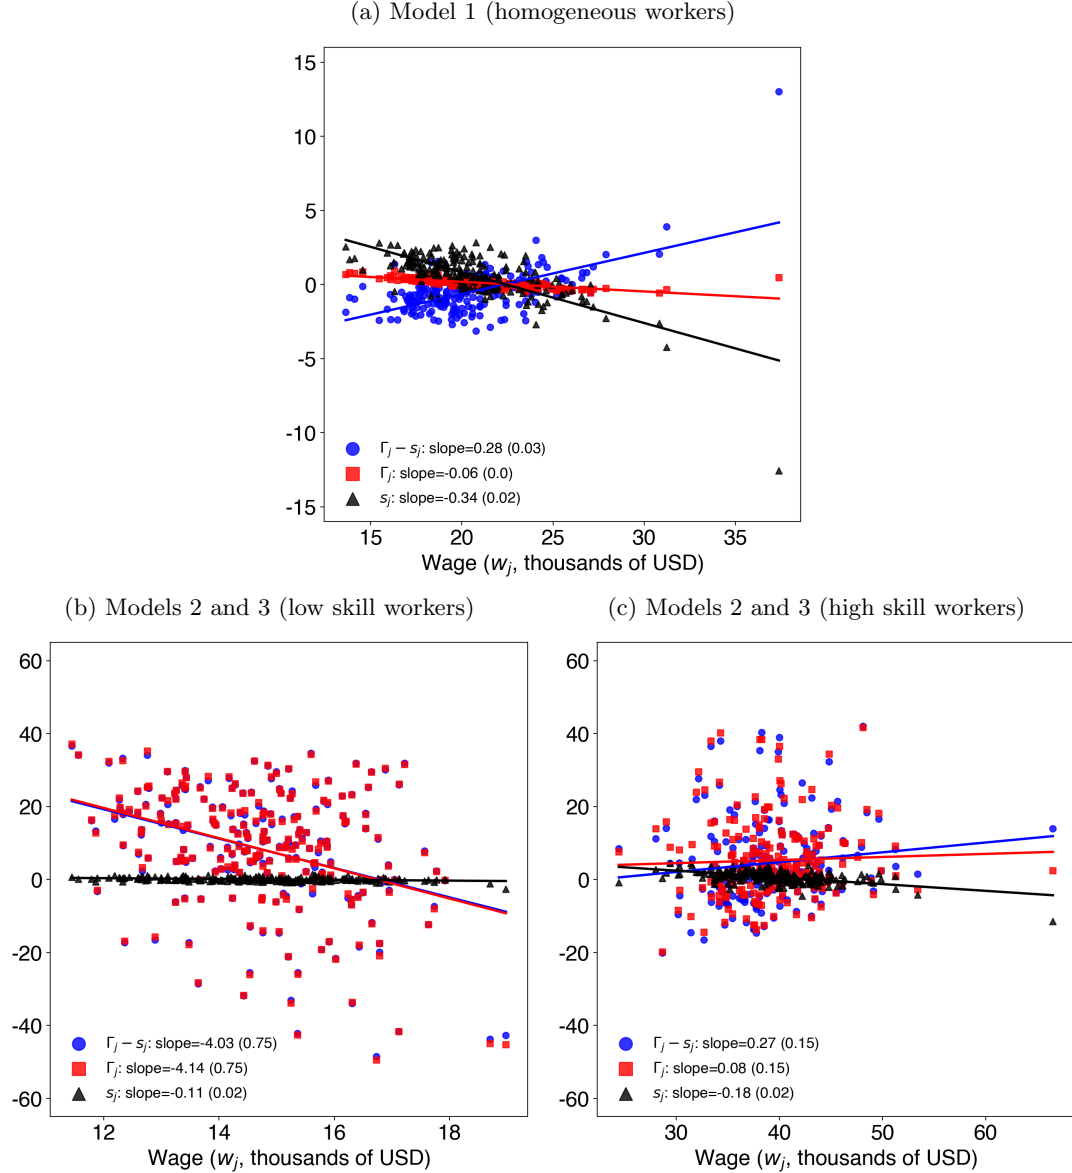 (a) Model 1 (homogeneous workers)
15
10
5
0
-5
-10
-15
Γj − sj: slope=0.28 (0.03)
Γj: slope=-0.06 (0.0)
sj: slope=-0.34 (0.02)
15 20 25 30 35
Wage (wj, thousands of USD)
(b) Models 2 and 3 (low skill workers)
60
40
20
0
-20
-40
-60
Γj − sj: slope=-4.03 (0.75)
Γj: slope=-4.14 (0.75)
sj: slope=-0.11 (0.02)
12 14 16 18
Wage (wj, thousands of USD)
(c) Models 2 and 3 (high skill workers)
60
40
20
0
-20
-40
-60
Γj − sj: slope=0.27 (0.15)
Γj: slope=0.08 (0.15)
sj: slope=-0.18 (0.02)
30 40 50 60
Wage (wj, thousands of USD)